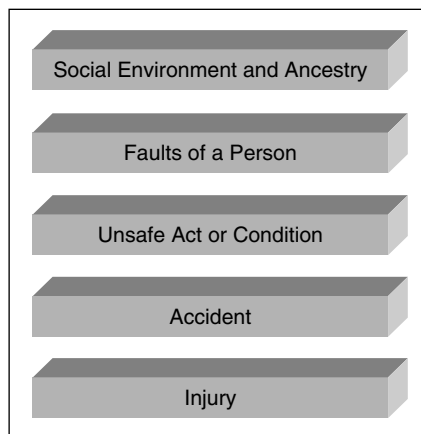 Social Environment and Ancestry
Faults of a Person
Unsafe Act or Condition
Accident
Injury